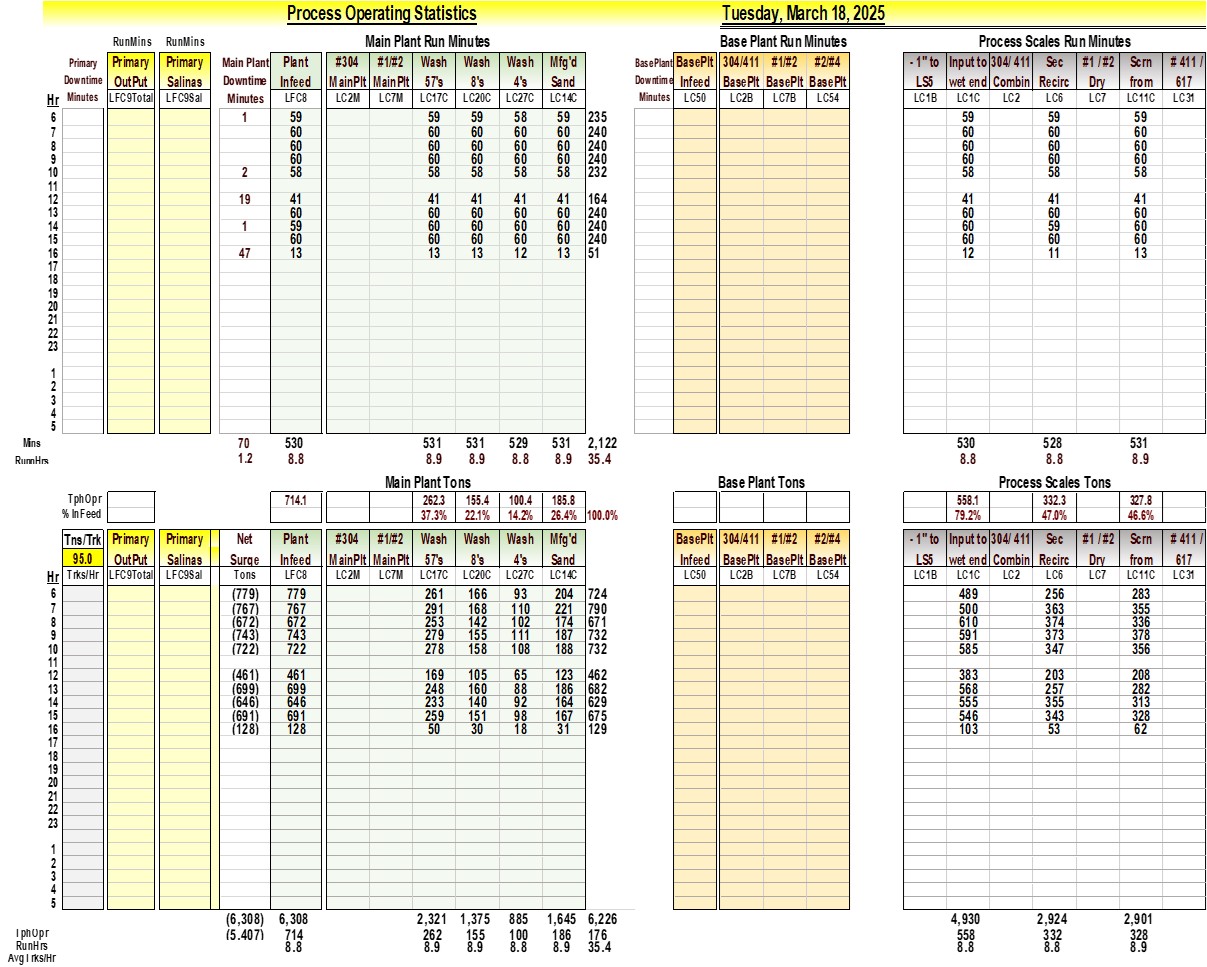 Process Operating Statistics Tuesday, March 18, 2025
RunMins RunMins Main Plant Run Minutes Base Plant Run Minutes Process Scales Run Minutes
Primary Primary Primary Main Plant Plant #304 #1/#2 Wash Wash Wash Mfg'd BasePlant BasePlt 304/411 #1/#2 #2/#4 - 1" to Input to 304/ 411 Sec #1 / #2 Scrn # 411 /
Downtime OutPut Salinas Downtime Infeed MainPlt MainPlt 57's 8's 4's Sand Downtime Infeed BasePlt BasePlt BasePlt LS5 wet end Combin Recirc Dry from 617
Hr Minutes LFC9Total LFC9Sal Minutes LFC8 LC2M LC7M LC17C LC20C LC27C LC14C Minutes LC50 LC2B LC7B LC54 LC1B LC1C LC2 LC6 LC7 LC11C LC31
6 1 59 59 59 58 59 235 59 59 59
7 60 60 60 60 60 240 60 60 60
8 60 60 60 60 60 240 60 60 60
9 60 60 60 60 60 240 60 60 60
10 2 58 58 58 58 58 232 58 58 58
11
12 19 41 41 41 41 41 164 41 41 41
13 60 60 60 60 60 240 60 60 60
14 1 59 60 60 60 60 240 60 59 60
15 60 60 60 60 60 240 60 60 60
16 47 13 13 13 12 13 51 12 11 13
17
18
19
20
21
22
23
1
2
3
4
5
Mins 70 530 531 531 529 531 2,122 530 528 531
RunnHrs 1.2 8.8 8.9 8.9 8.8 8.9 35.4 8.8 8.8 8.9
Main Plant Tons Base Plant Tons Process Scales Tons
TphOpr 714.1 262.3 155.4 100.4 185.8 558.1 332.3 327.8
% InFeed 37.3% 22.1% 14.2% 26.4% 100.0% 79.2% 47.0% 46.6%
Tns/Trk Primary Primary Net Plant #304 #1/#2 Wash Wash Wash Mfg'd BasePlt 304/411 #1/#2 #2/#4 - 1" to Input to 304/ 411 Sec #1 / #2 Scrn # 411 /
95.0 OutPut Salinas Surge Infeed MainPlt MainPlt 57's 8's 4's Sand Infeed BasePlt BasePlt BasePlt LS5 wet end Combin Recirc Dry from 617
Hr Trks/Hr LFC9Total LFC9Sal Tons LFC8 LC2M LC7M LC17C LC20C LC27C LC14C LC50 LC2B LC7B LC54 LC1B LC1C LC2 LC6 LC7 LC11C LC31
6 (779) 779 261 166 93 204 724 489 256 283
7 (767) 767 291 168 110 221 790 500 363 355
8 (672) 672 253 142 102 174 671 610 374 336
9 (743) 743 279 155 111 187 732 591 373 378
10 (722) 722 278 158 108 188 732 585 347 356
11
12 (461) 461 169 105 65 123 462 383 203 208
13 (699) 699 248 160 88 186 682 568 257 282
14 (646) 646 233 140 92 164 629 555 355 313
15 (691) 691 259 151 98 167 675 546 343 328
16 (128) 128 50 30 18 31 129 103 53 62
17
18
19
20
21
22
23
1
2
3
4
5
(6,308) 6,308 2,321 1,375 885 1,645 6,226 4,930 2,924 2,901
TphOpr (5,407) 714 262 155 100 186 176 558 332 328
RunHrs 8.8 8.9 8.9 8.8 8.9 35.4 8.8 8.8 8.9
Avg Trks/Hr